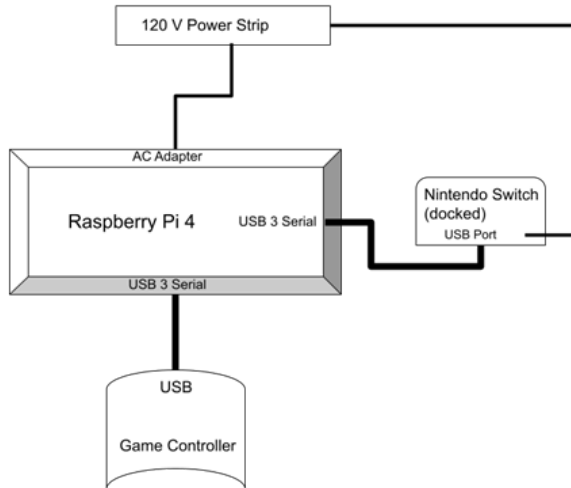 120 V Power Strip
AC Adapter
Raspberry Pi 4
USB 3 Serial
Nintendo Switch
(docked)
USB Port
USB 3 Serial
USB
Game Controller